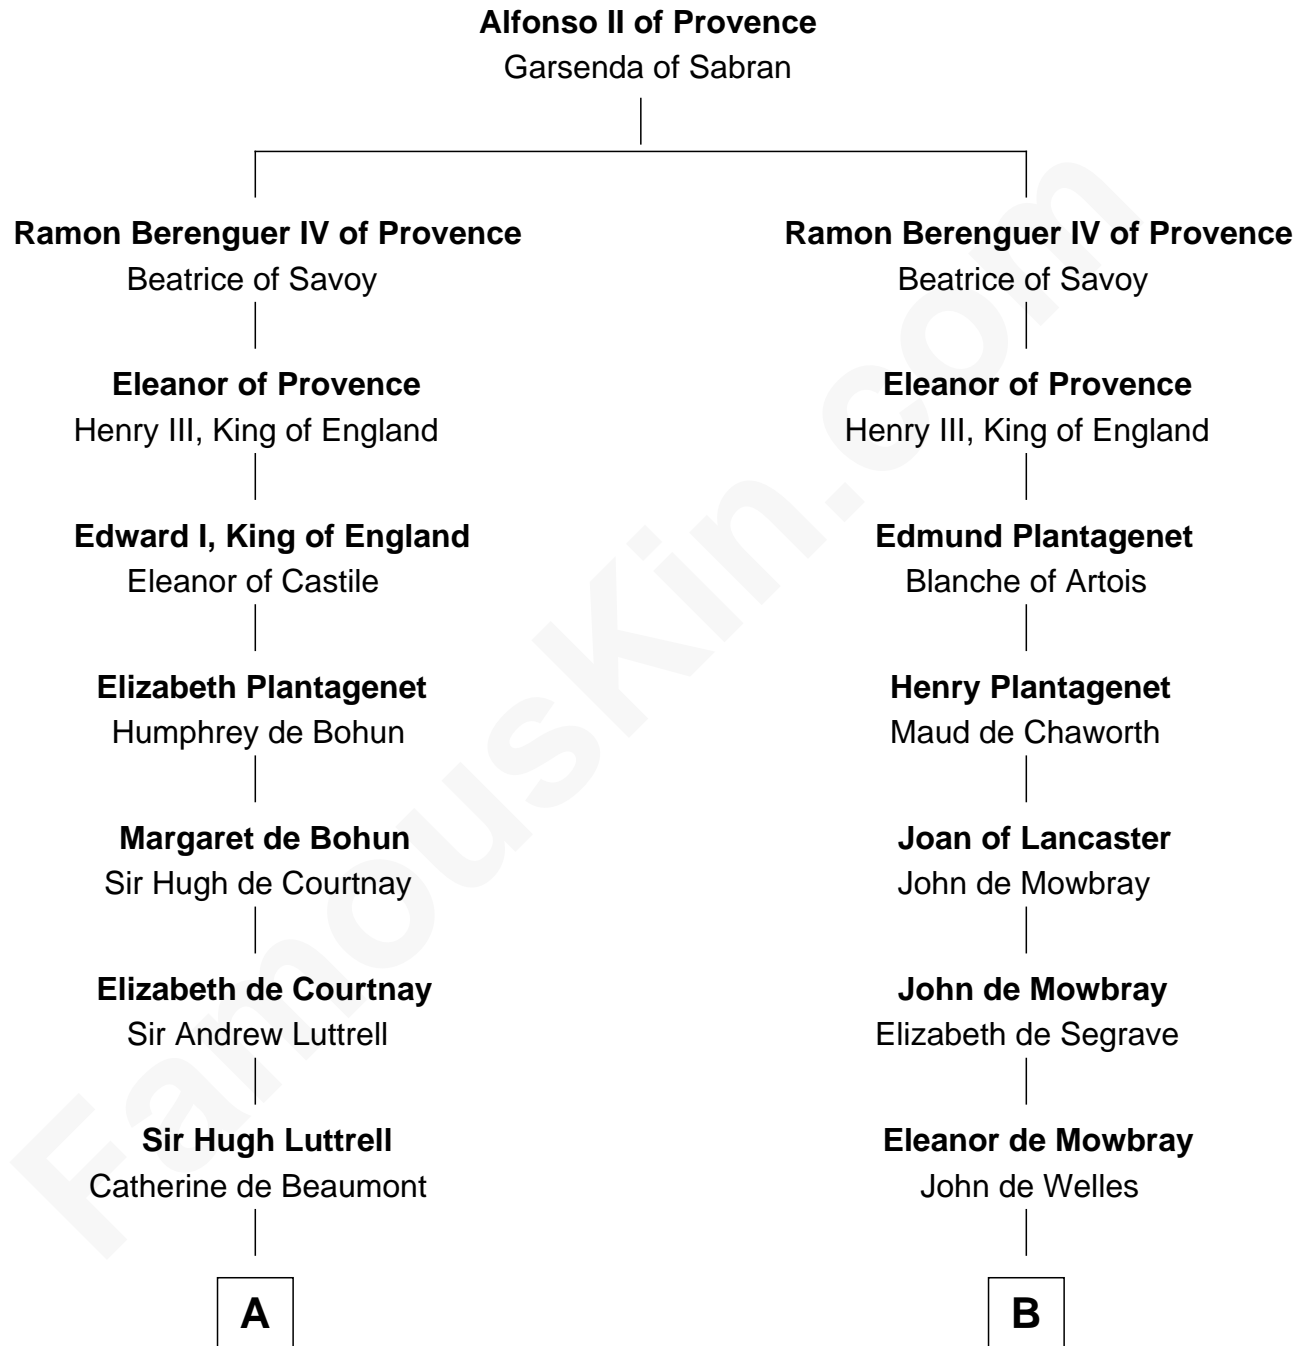 Alfonso II of Provence
Garsenda of Sabran
Ramon Berenguer IV of Provence
Beatrice of Savoy
Eleanor of Provence
Henry III, King of England
Edward I, King of England
Eleanor of Castile
Elizabeth Plantagenet
Humphrey de Bohun
Margaret de Bohun
Sir Hugh de Courtnay
Elizabeth de Courtnay
Sir Andrew Luttrell
Sir Hugh Luttrell
Catherine de Beaumont
A
Ramon Berenguer IV of Provence
Beatrice of Savoy
Eleanor of Provence
Henry III, King of England
Edmund Plantagenet
Blanche of Artois
Henry Plantagenet
Maud de Chaworth
Joan of Lancaster
John de Mowbray
John de Mowbray
Elizabeth de Segrave
Eleanor de Mowbray
John de Welles
B
FamousKin.com